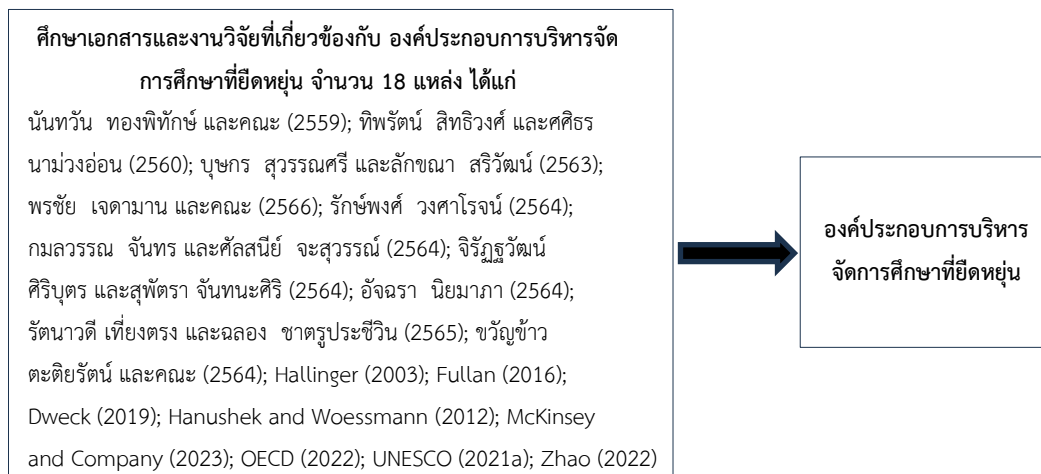 ศึกษาเอกสารและงานวิจัยที่เกี่ยวข้องกับ องค์ประกอบการบริหารจัด
การศึกษาที่ยืดหยุ่น จำนวน 18 แหล่ง ได้แก่
นันทวัน ทองพิทักษ์ และคณะ (2559); ทิพรัตน์ สิทธิวงศ์ และศศิธร
นาม่วงอ่อน (2560); บุษกร สุวรรณศรี และลักขณา สริวัฒน์ (2563);
พรชัย เจดามาน และคณะ (2566); รักษ์พงศ์ วงศาโรจน์ (2564);
กมลวรรณ จันทร และศัลสนีย์ จะสุวรรณ์ (2564); จิรัฏฐวัฒน์
ศิริบุตร และสุพัตรา จันทนะศิริ (2564); อัจฉรา นิยมาภา (2564);
รัตนาวดี เที่ยงตรง และฉลอง ชาตรูประชีวิน (2565); ขวัญข้าว
ตะติยรัตน์ และคณะ (2564); Hallinger (2003); Fullan (2016);
Dweck (2019); Hanushek and Woessmann (2012); McKinsey
and Company (2023); OECD (2022); UNESCO (2021a); Zhao (2022)
องค์ประกอบการบริหาร
จัดการศึกษาที่ยืดหยุ่น